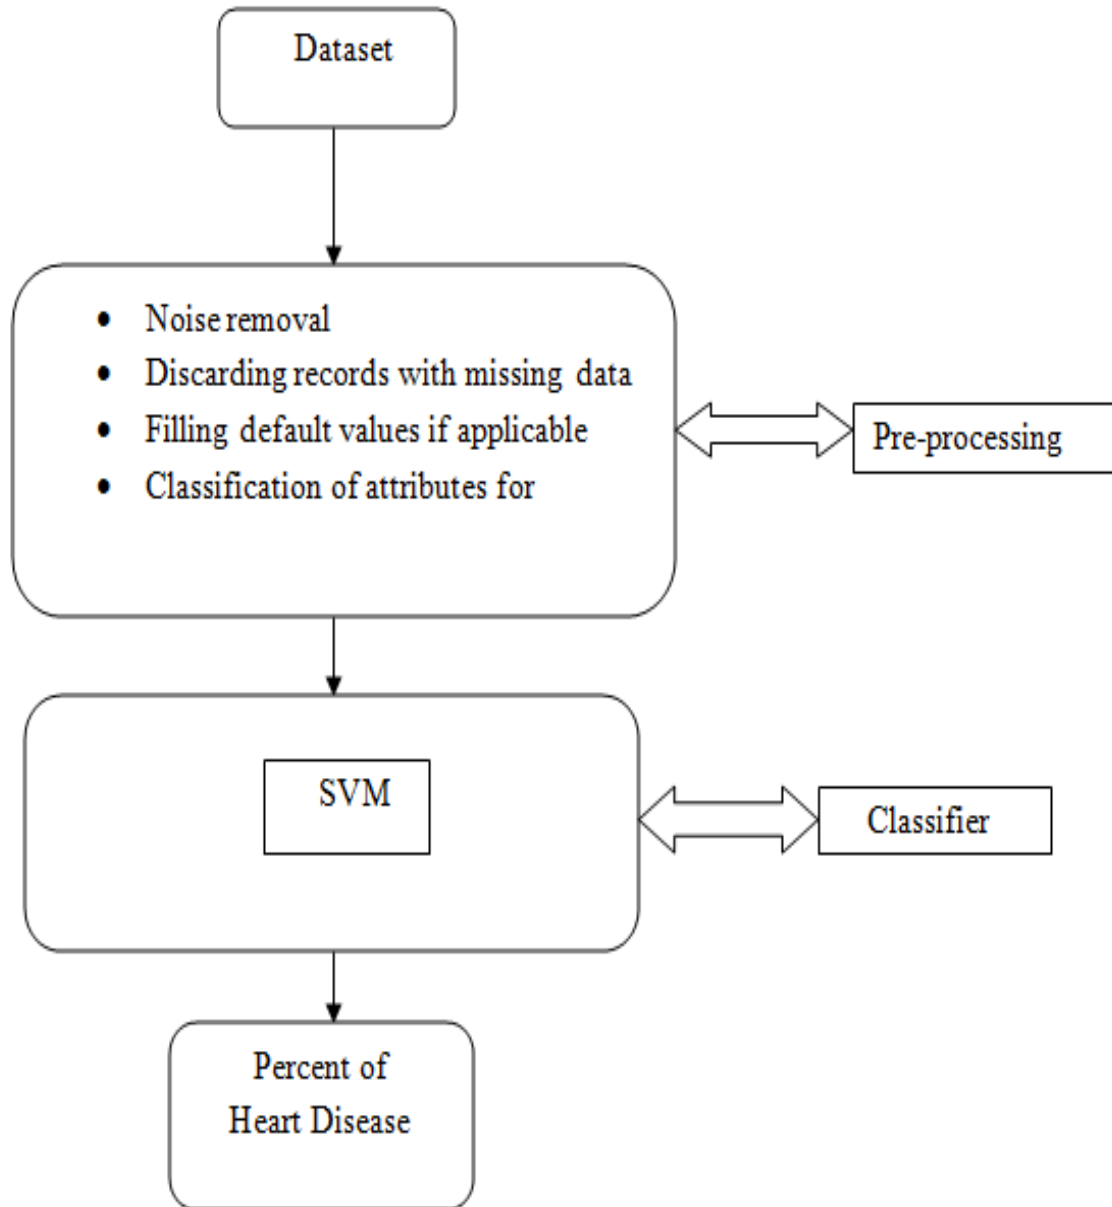 Dataset
• Noise removal
• Discarding records with missing data
• Filling default values if applicable
• Classification of attributes for
Pre-processing
SVM
Classifier
Percent of
Heart Disease